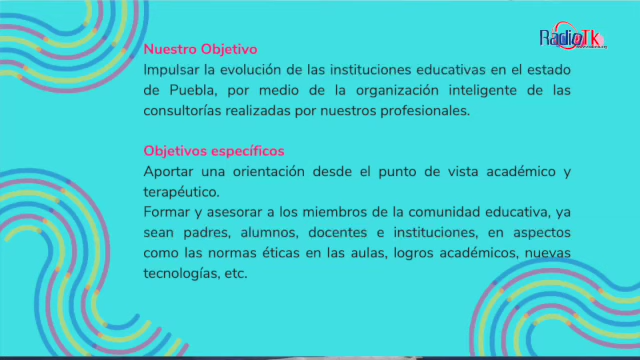 RadioTk
Nuestro Objetivo
Impulsar la evolución de las instituciones educativas en el estado
de Puebla, por medio de la organización inteligente de las
consultorías realizadas por nuestros profesionales.
Objetivos específicos
Aportar una orientación desde el punto de vista académico y
terapéutico.
Formar y asesorar a los miembros de la comunidad educativa, ya
sean padres, alumnos, docentes e instituciones, en aspectos
como las normas éticas en las aulas, logros académicos, nuevas
tecnologías, etc.